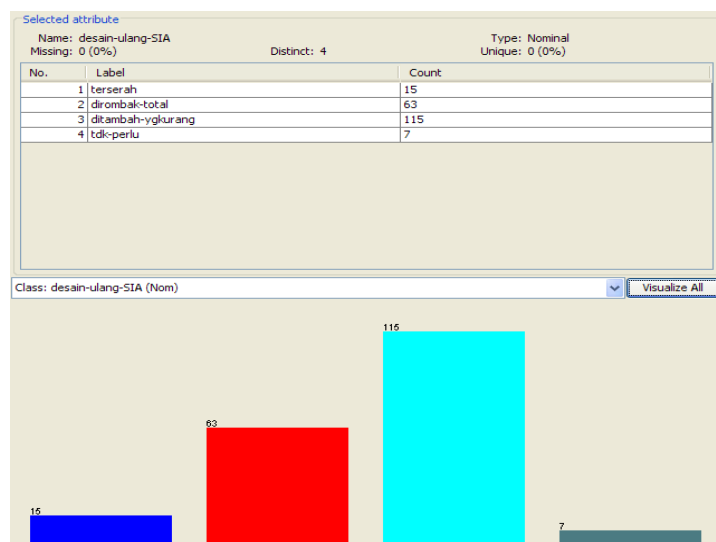 Selected attribute
Name: desain-ulang-SIA Type: Nominal
Missing: 0 (0%) Distinct: 4 Unique: 0 (0%)
No. Label Count
1 terserah 15
2 dirombak-total 63
3 ditambah-ygkurang 115
4 tdk-perlu 7
Class: desain-ulang-SIA (Nom) Visualize All
115
63
15
7